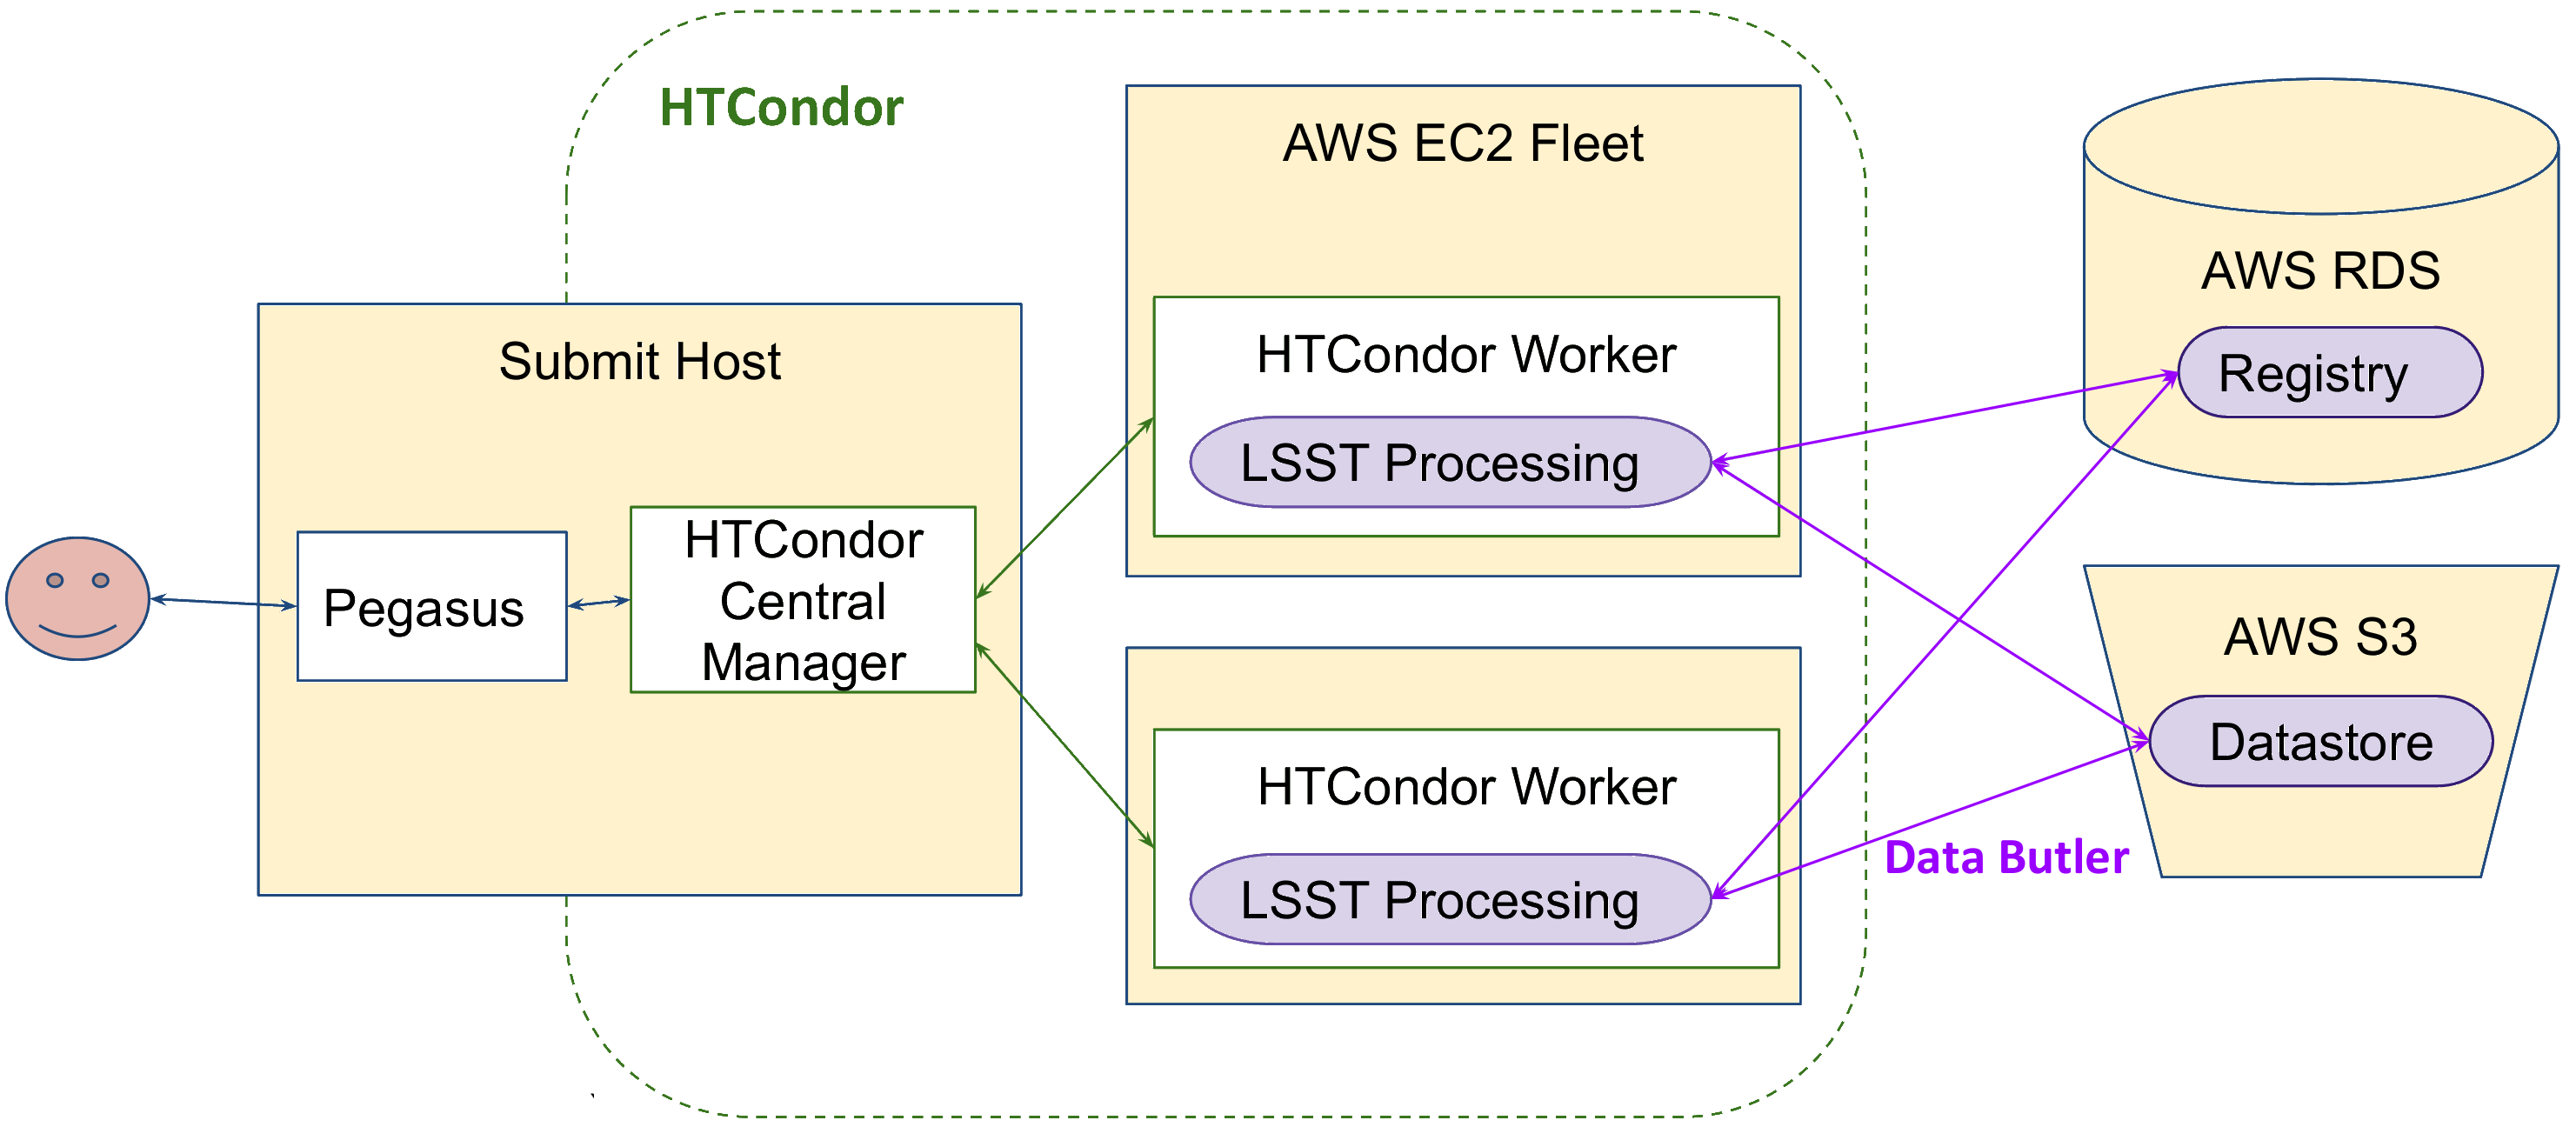 HTCondor
AWS EC2 Fleet
AWS RDS
Registry
Submit Host
HTCondor Worker
LSST Processing
Pegasus
HTCondor
Central
Manager
AWS S3
Datastore
HTCondor Worker
LSST Processing
Data Butler